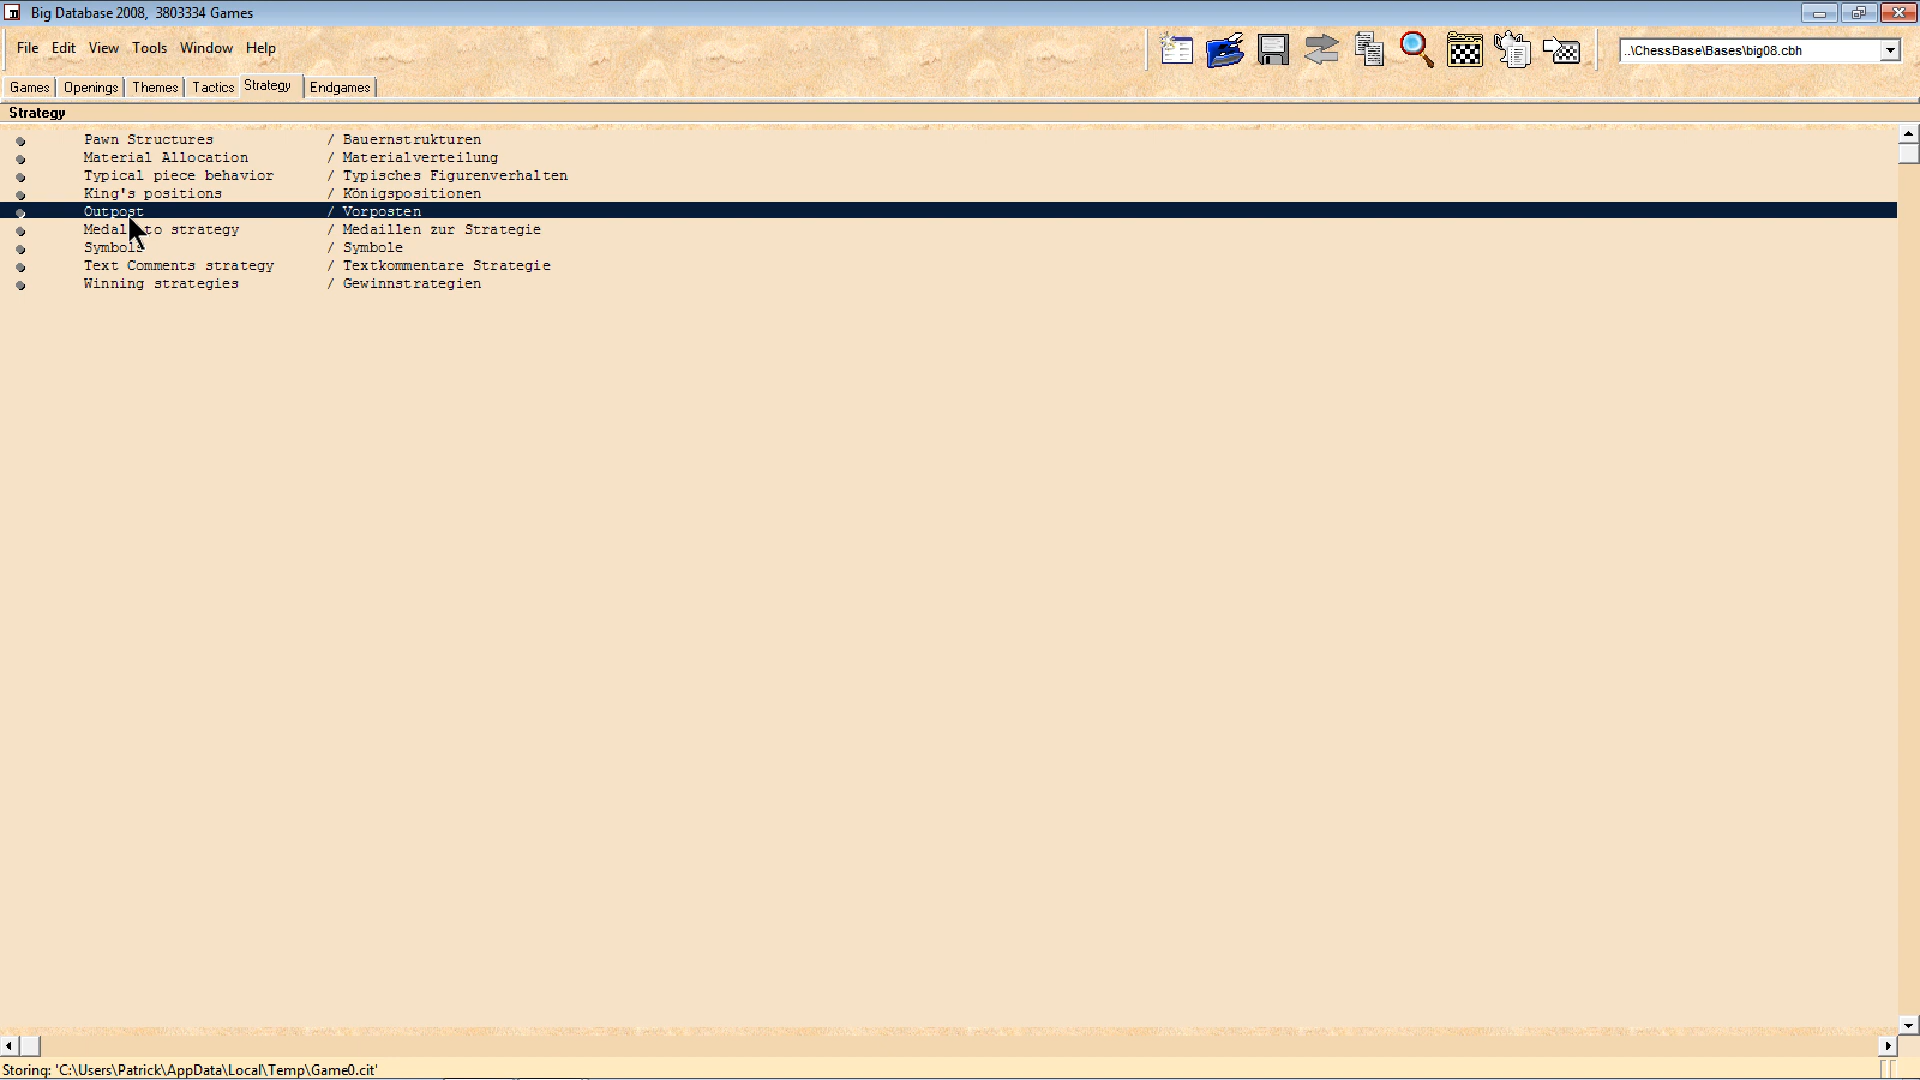 Big Database 2008, 3803334 Games
File Edit View Tools Window Help
..\ChessBase\Bases\big08.cbh
Games Openings Themes Tactics Strategy Endgames
Strategy
Pawn Structures / Bauernstrukturen
Material Allocation / Materialverteilung
Typical piece behavior / Typisches Figurenverhalten
King's positions / Königspositionen
Outpost / Vorposten
Medals to strategy / Medaillen zur Strategie
Symbols / Symbole
Text Comments strategy / Textkommentare Strategie
Winning strategies / Gewinnstrategien
Storing: 'C:\Users\Patrick\AppData\Local\Temp\Game0.cit'